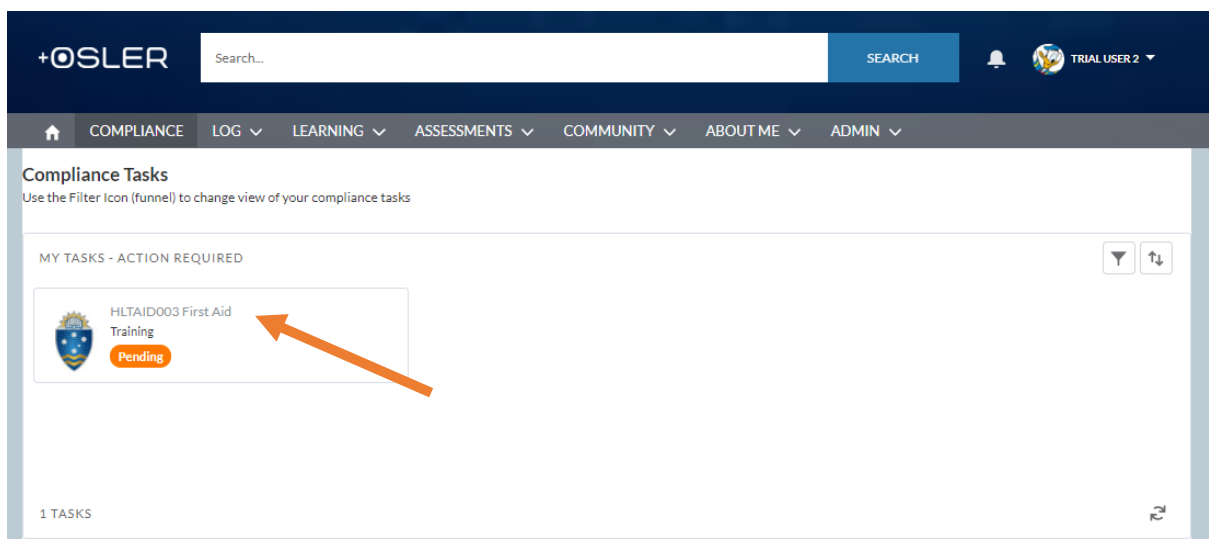 +OSLER
Search...
SEARCH
TRIAL USER 2
COMPLIANCE LOG LEARNING ASSESSMENTS COMMUNITY ABOUT ME ADMIN
Compliance Tasks
Use the Filter Icon (funnel) to change view of your compliance tasks
MY TASKS - ACTION REQUIRED
HLTAID003 First Aid
Training
Pending
1 TASKS